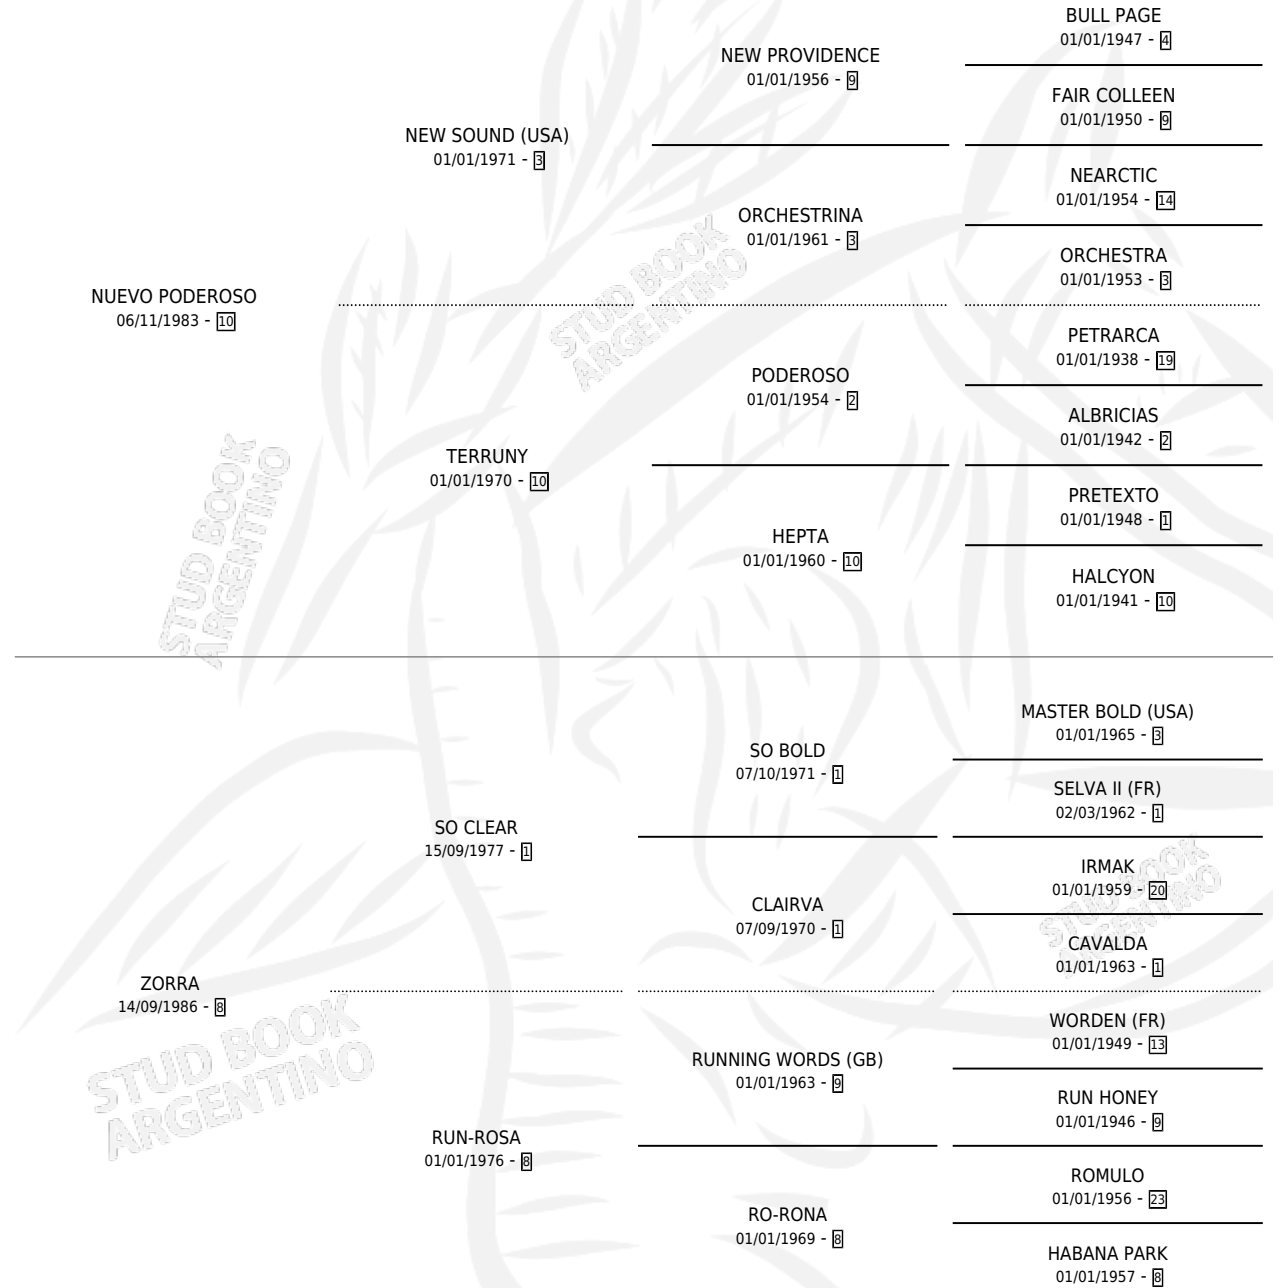 NUEVO PODEROSO
06/11/1983 - 10
NEW SOUND (USA)
01/01/1971 - 3
TERRUNY
01/01/1970 - 10
NEW PROVIDENCE
01/01/1956 - 9
ORCHESTRINA
01/01/1961 - 3
PODEROSO
01/01/1954 - 2
HEPTA
01/01/1960 - 10
BULL PAGE
01/01/1947 - 4
FAIR COLLEEN
01/01/1950 - 9
NEARCTIC
01/01/1954 - 14
ORCHESTRA
01/01/1953 - 3
PETRARCA
01/01/1938 - 19
ALBRICIAS
01/01/1942 - 2
PRETEXTO
01/01/1948 - 1
HALCYON
01/01/1941 - 10
ZORRA
14/09/1986 - 8
SO CLEAR
15/09/1977 - 1
RUN-ROSA
01/01/1976 - 8
SO BOLD
07/10/1971 - 1
CLAIRVA
07/09/1970 - 1
RUNNING WORDS (GB)
01/01/1963 - 9
RO-RONA
01/01/1969 - 8
MASTER BOLD (USA)
01/01/1965 - 3
SELVA II (FR)
02/03/1962 - 1
IRMAK
01/01/1959 - 20
CAVALDA
01/01/1963 - 1
WORDEN (FR)
01/01/1949 - 13
RUN HONEY
01/01/1946 - 9
ROMULO
01/01/1956 - 23
HABANA PARK
01/01/1957 - 8
STUD BOOK
ARGENTINO
STUD BOOK
ARGENTINO
STUD BOOK
ARGENTINO
STUD BOOK
ARGENTINO